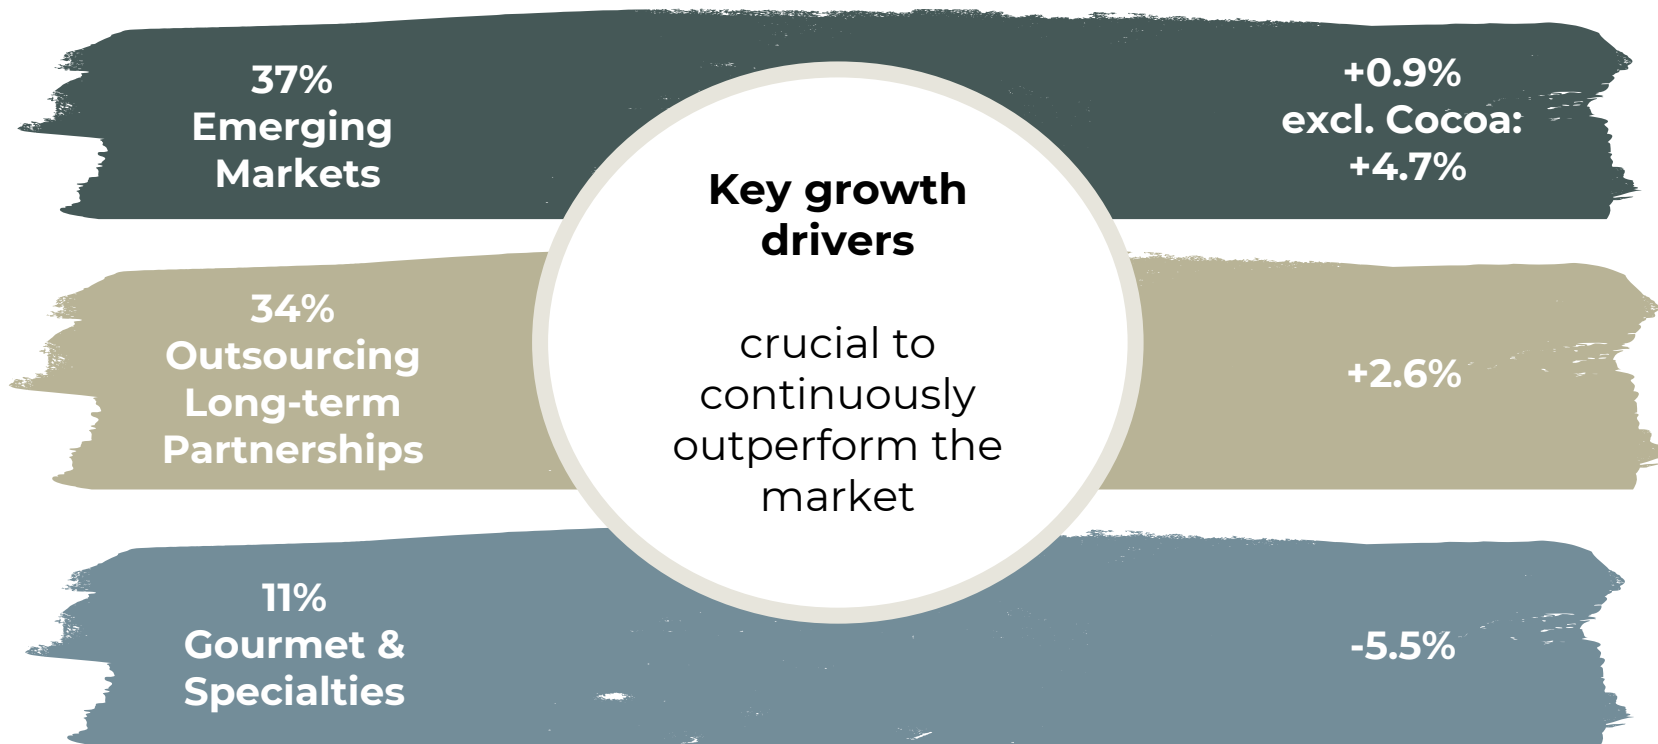 37%
Emerging
Markets
+0.9%
excl. Cocoa:
+4.7%
Key growth
drivers
crucial to
continuously
outperform the
market
34%
Outsourcing
Long-term
Partnerships
+2.6%
11%
Gourmet &
Specialties
-5.5%